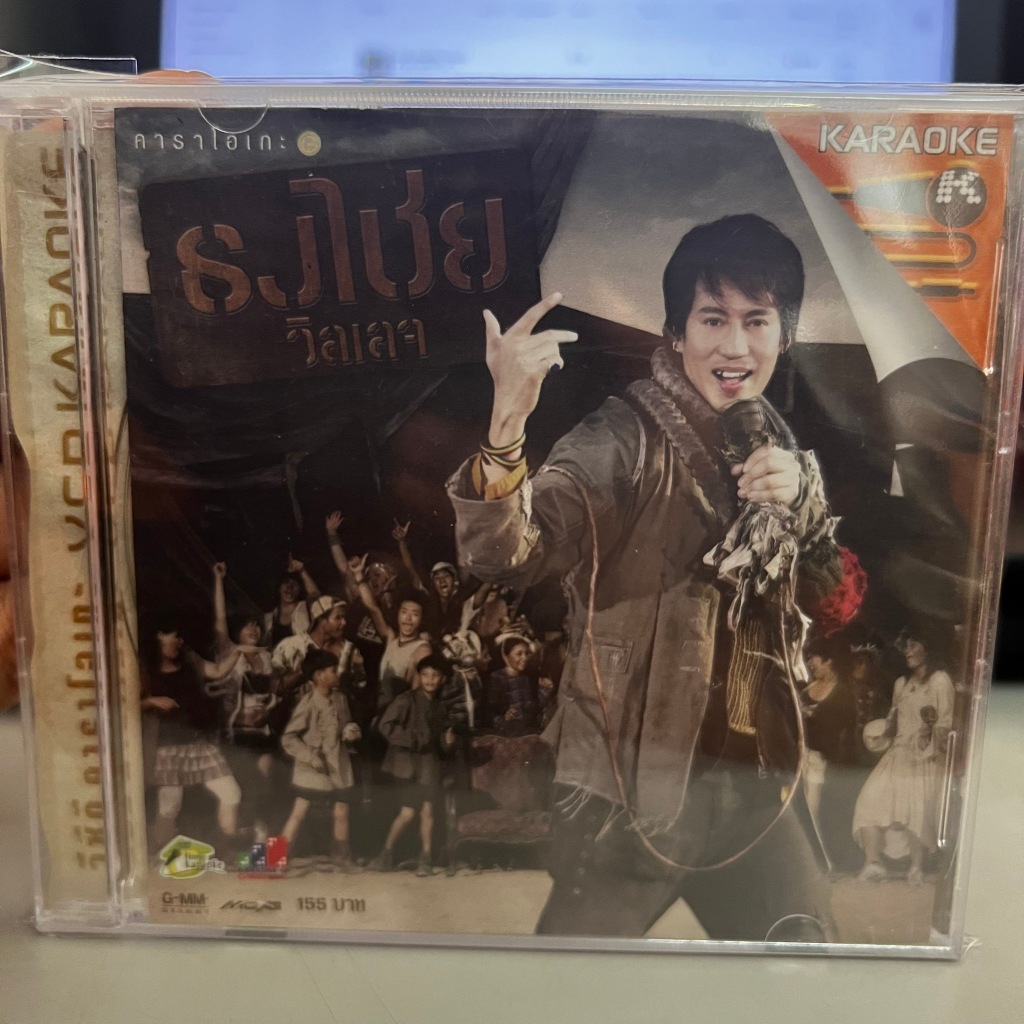 คาราโอเกะ
KARAOKE
ธงไชย
วิลเลจ
วีซีดี คาราโอเกะ VCD KARAOKE
G-MM
155 บาท